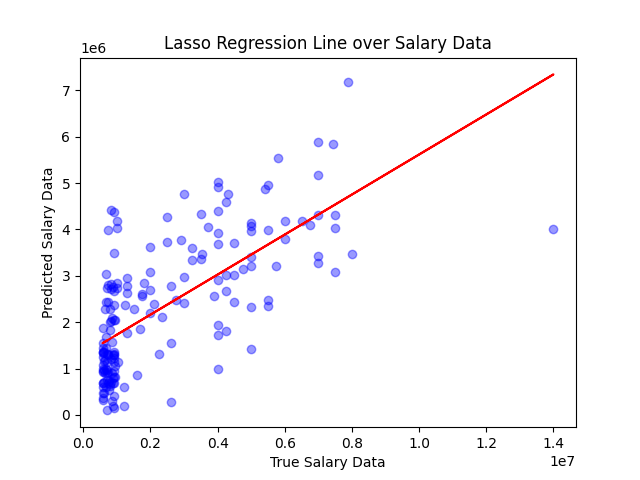 Lasso Regression Line over Salary Data
1e6
7
6
5
4
3
2
1
0
Predicted Salary Data
0.0 0.2 0.4 0.6 0.8 1.0 1.2 1.4
1e7
True Salary Data